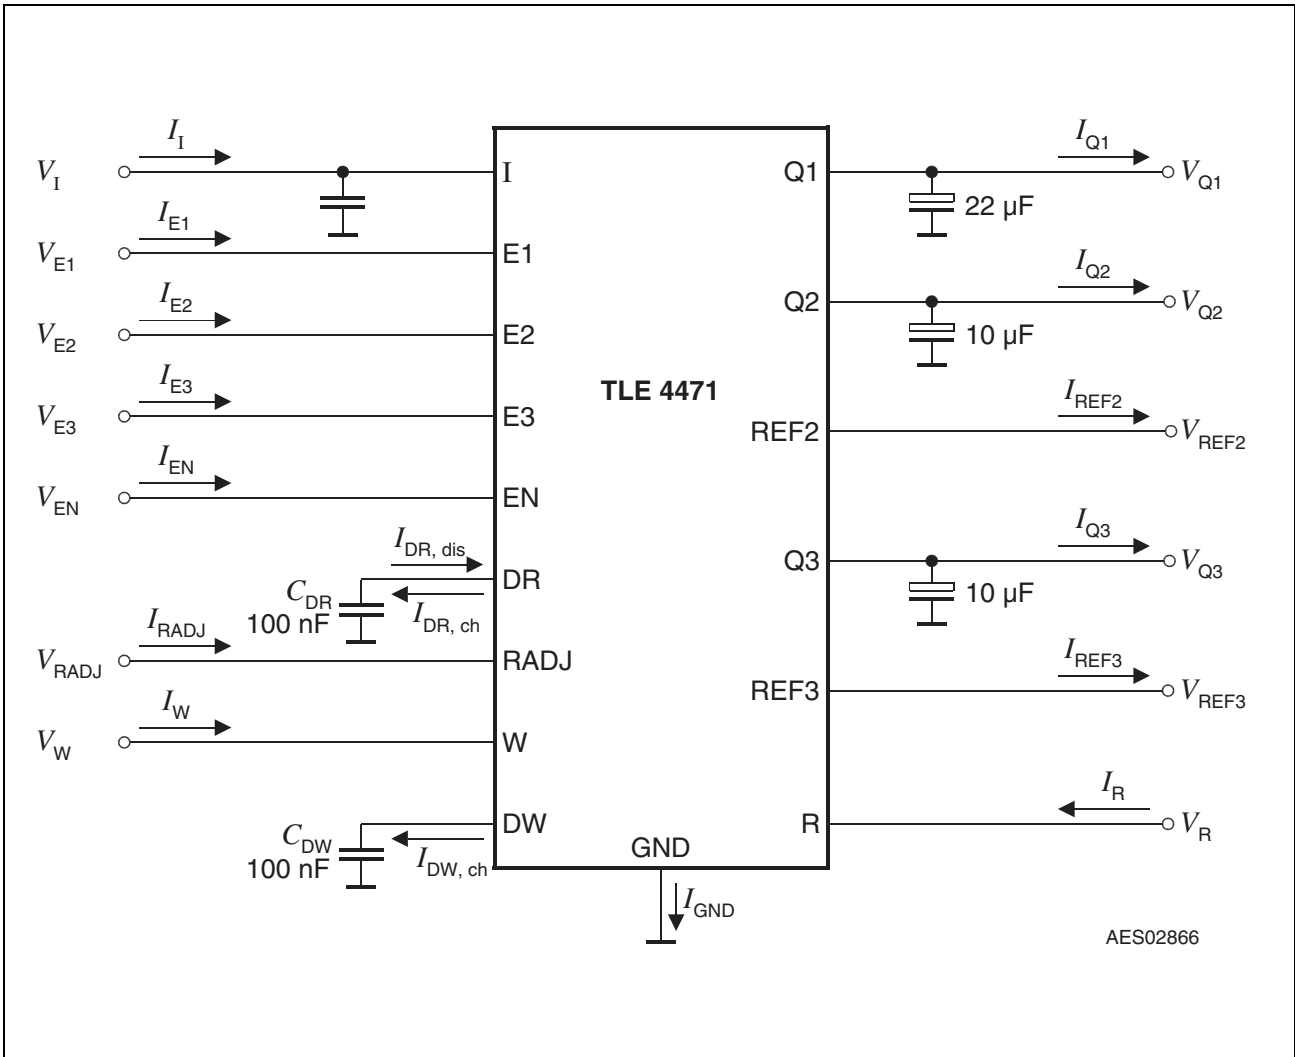 I_I
V_I
I
Q1
I_Q1
V_Q1
22 µF
I_E1
V_E1
E1
I_E2
V_E2
E2
Q2
I_Q2
V_Q2
10 µF
I_E3
V_E3
E3
TLE 4471
REF2
I_REF2
V_REF2
I_EN
V_EN
EN
I_DR, dis
DR
C_DR
100 nF
I_DR, ch
Q3
I_Q3
V_Q3
10 µF
I_RADJ
V_RADJ
RADJ
REF3
I_REF3
V_REF3
I_W
V_W
W
DW
C_DW
100 nF
I_DW, ch
R
I_R
V_R
GND
I_GND
AES02866